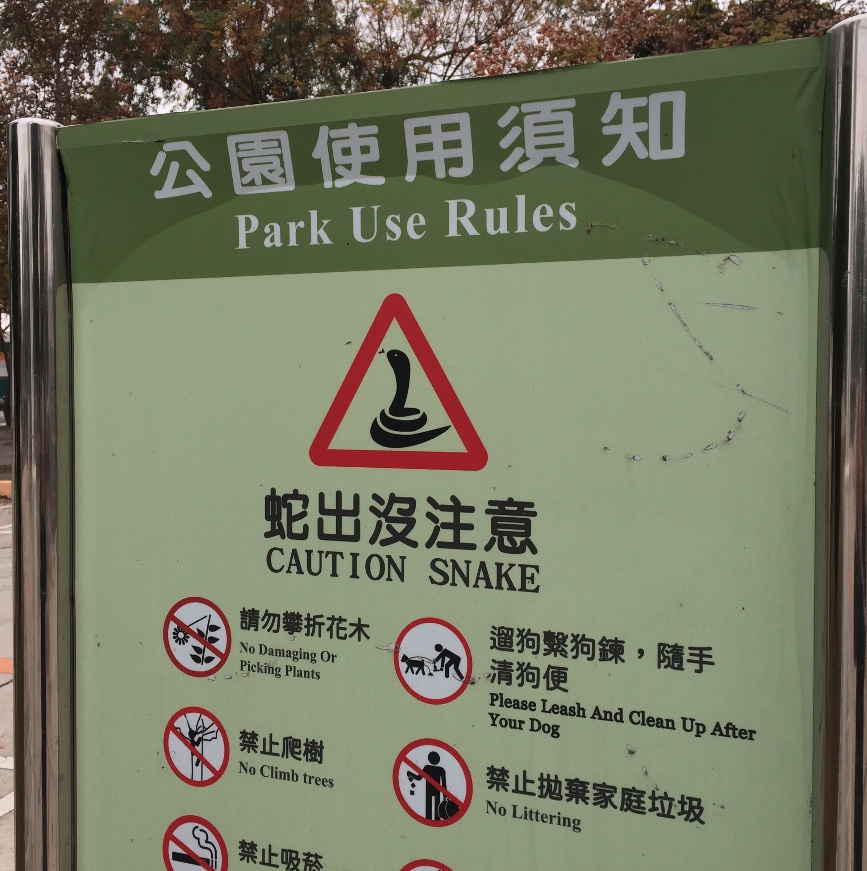 公園使用須知
Park Use Rules
蛇出沒注意
CAUTION SNAKE
請勿攀折花木
No Damaging Or
Picking Plants
遛狗繫狗鍊，隨手
清狗便
Please Leash And Clean Up After
Your Dog
禁止爬樹
No Climb trees
禁止拋棄家庭垃圾
No Littering
禁止吸菸